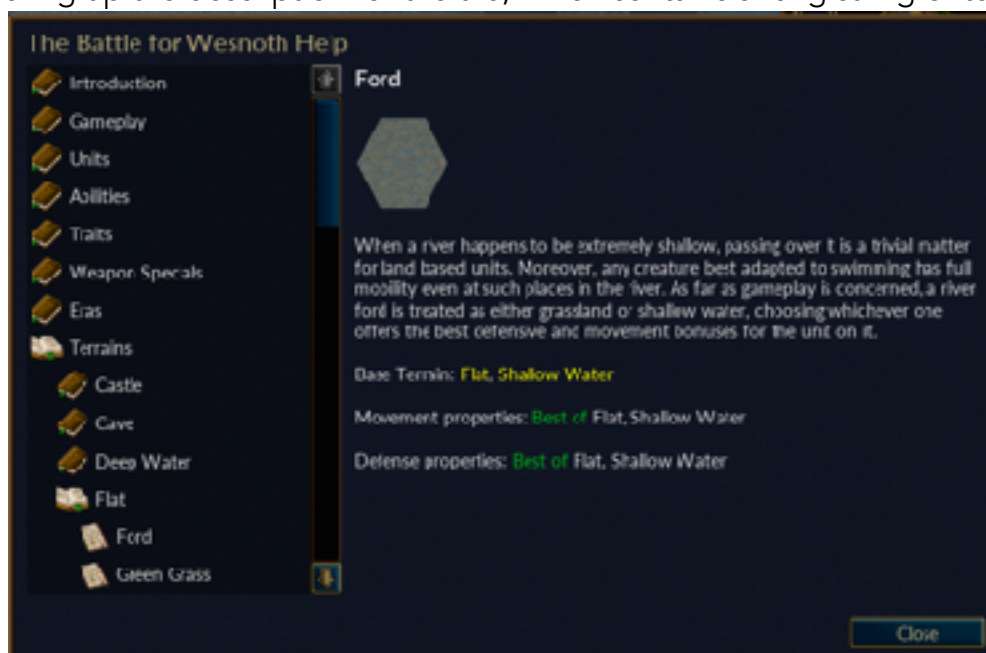 The Battle for Wesnoth Help
Introduction
Gameplay
Units
Abilities
Traits
Weapon Specials
Eras
Terrains
Castle
Cave
Deep Water
Flat
Ford
Green Grass
Ford
When a river happens to be extremely shallow, passing over it is a trivial matter
for land based units. Moreover, any creature best adapted to swimming has full
mobility even at such places in the river. As far as gameplay is concerned, a river
ford is treated as either grassland or shallow water, choosing whichever one
offers the best defensive and movement bonuses for the unit on it.
Base Terrain: Flat, Shallow Water
Movement properties: Best of Flat, Shallow Water
Defense properties: Best of Flat, Shallow Water
Close